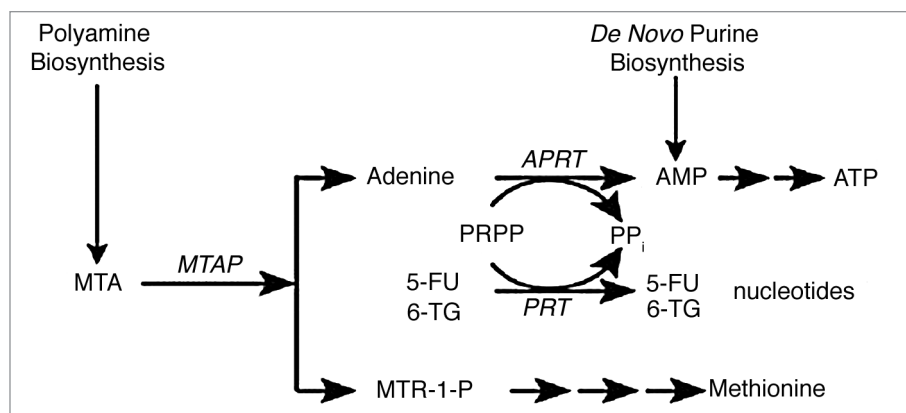 Polyamine
Biosynthesis
De Novo Purine
Biosynthesis
Adenine
APRT
AMP
ATP
PRPP
PPi
MTA
MTAP
5-FU
6-TG
PRT
5-FU
6-TG
nucleotides
MTR-1-P
Methionine